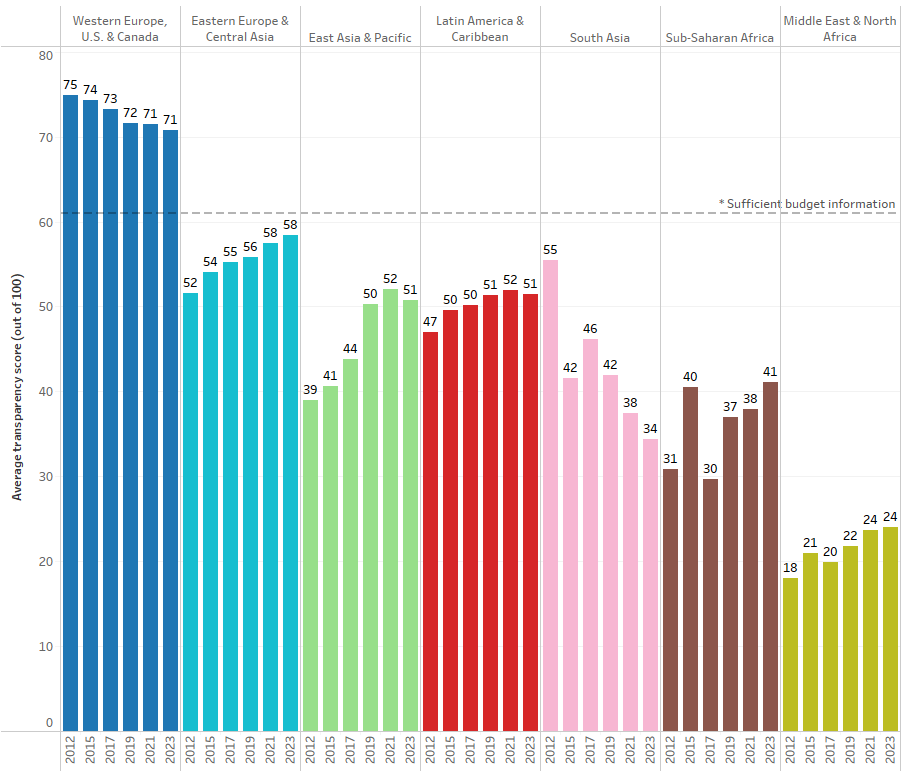 Western Europe,
U.S. & Canada
Eastern Europe &
Central Asia
East Asia & Pacific
Latin America &
Caribbean
South Asia
Sub-Saharan Africa
Middle East & North
Africa
Average transparency score (out of 100)
80
70
60
50
40
30
20
10
0
* Sufficient budget information
75 74 73 72 71 71
52 54 55 56 58 58
39 41 44 50 52 51
47 50 50 51 52 51
55 42 46 42 38 34
31 40 30 37 38 41
18 21 20 22 24 24
2012 2015 2017 2019 2021 2023
2012 2015 2017 2019 2021 2023
2012 2015 2017 2019 2021 2023
2012 2015 2017 2019 2021 2023
2012 2015 2017 2019 2021 2023
2012 2015 2017 2019 2021 2023
2012 2015 2017 2019 2021 2023